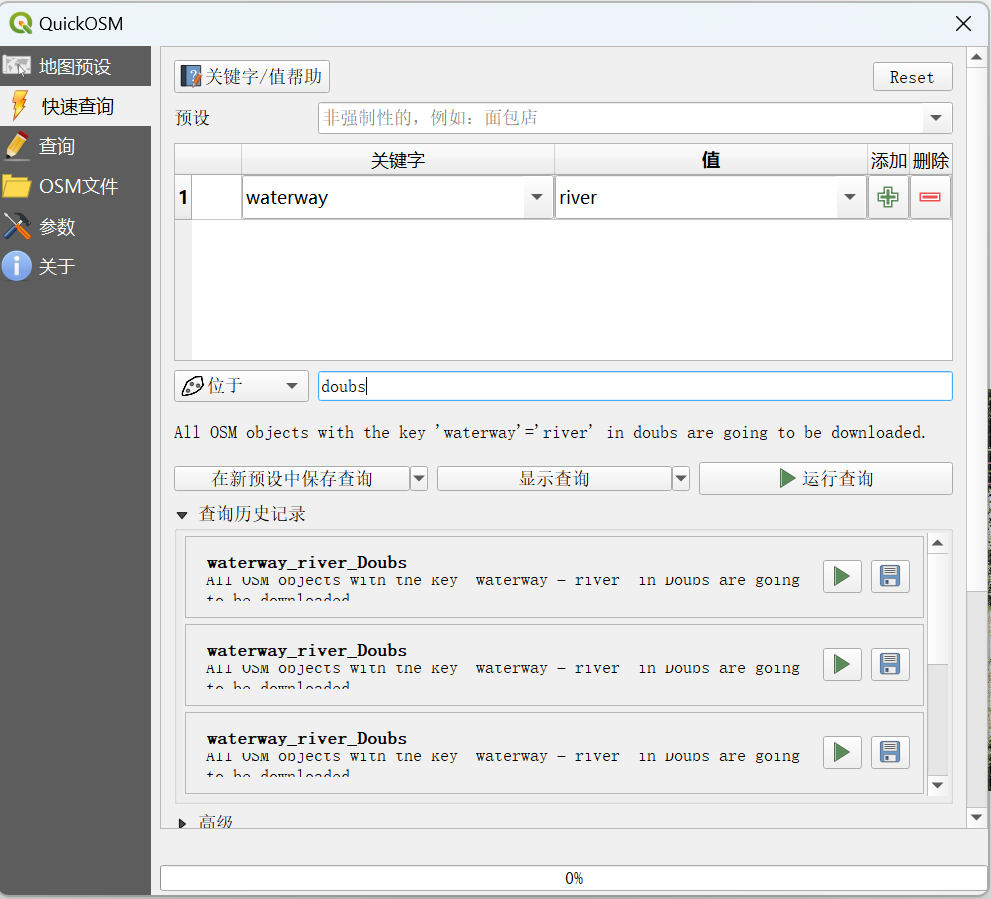 QuickOSM
地图预设
快速查询
查询
OSM文件
参数
关于
关键字/值帮助
Reset
预设
非强制性的，例如：面包店
关键字 值 添加 删除
1 waterway river
位于 doubs
All OSM objects with the key 'waterway'='river' in doubs are going to be downloaded.
在新预设中保存查询 显示查询 运行查询
查询历史记录
waterway_river_Doubs
All OSM objects with the key waterway = river in Doubs are going
to be downloaded
waterway_river_Doubs
All OSM objects with the key waterway = river in Doubs are going
to be downloaded
waterway_river_Doubs
All OSM objects with the key waterway = river in Doubs are going
to be downloaded
高级
0%